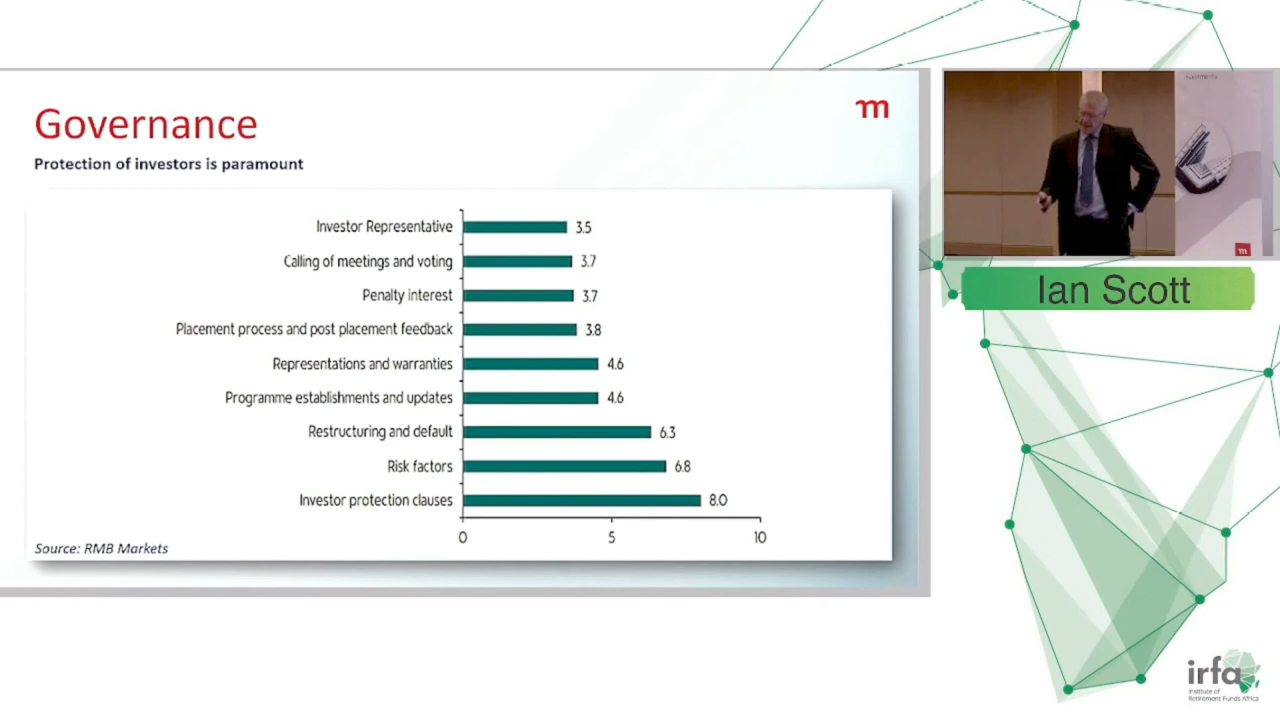 Governance
Protection of investors is paramount
m
Investor Representative 3.5
Calling of meetings and voting 3.7
Penalty interest 3.7
Placement process and post placement feedback 3.8
Representations and warranties 4.6
Programme establishments and updates 4.6
Restructuring and default 6.3
Risk factors 6.8
Investor protection clauses 8.0
0 5 10
Source: RMB Markets
m
Ian Scott
irfa
Institute of
Retirement Funds Africa